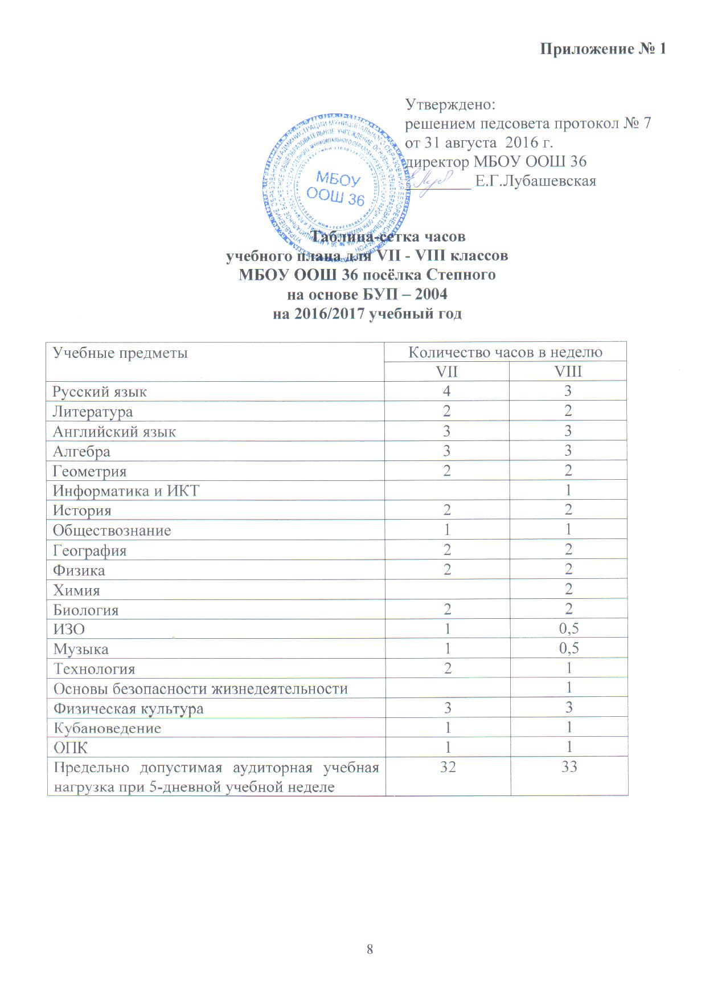 Приложение № 1
Утверждено:
решением педсовета протокол № 7
от 31 августа 2016 г.
директор МБОУ ООШ 36
Е.Г.Лубашевская
МБОУ
ООШ 36
Таблица-сетка часов
учебного плана для VII - VIII классов
МБОУ ООШ 36 посёлка Степного
на основе БУП – 2004
на 2016/2017 учебный год
Учебные предметы Количество часов в неделю
VII VIII
Русский язык 4 3
Литература 2 2
Английский язык 3 3
Алгебра 3 3
Геометрия 2 2
Информатика и ИКТ 1
История 2 2
Обществознание 1 1
География 2 2
Физика 2 2
Химия 2
Биология 2 2
ИЗО 1 0,5
Музыка 1 0,5
Технология 2 1
Основы безопасности жизнедеятельности 1
Физическая культура 3 3
Кубановедение 1 1
ОПК 1 1
Предельно допустимая аудиторная учебная 32 33
нагрузка при 5-дневной учебной неделе
8